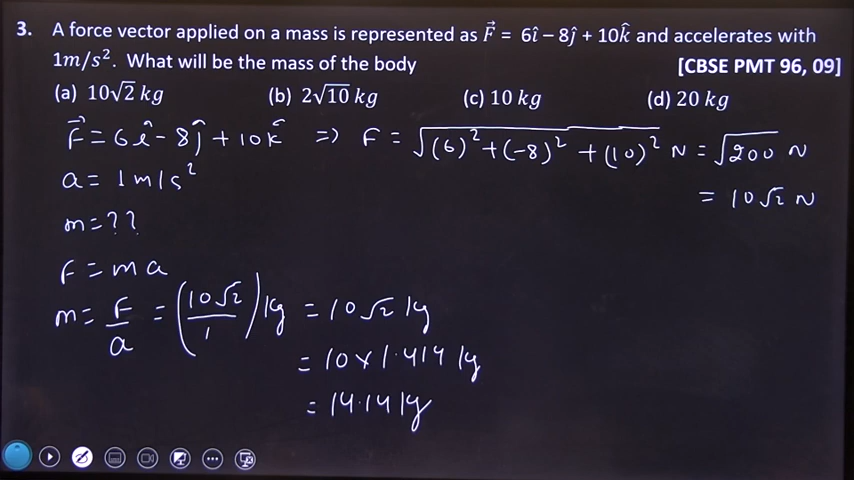 3. A force vector applied on a mass is represented as F⃗ = 6î − 8ĵ + 10k̂ and accelerates with
1m/s². What will be the mass of the body [CBSE PMT 96, 09]
(a) 10√2 kg (b) 2√10 kg (c) 10 kg (d) 20 kg
F⃗ = 6î − 8ĵ + 10k̂ ⇒ F = √((6)² + (−8)² + (10)²) N = √200 N
a = 1 m/s² = 10√2 N
m = ??
F = ma
m = F/a = (10√2/1) kg = 10√2 kg
= 10 × 1.414 kg
= 14.14 kg